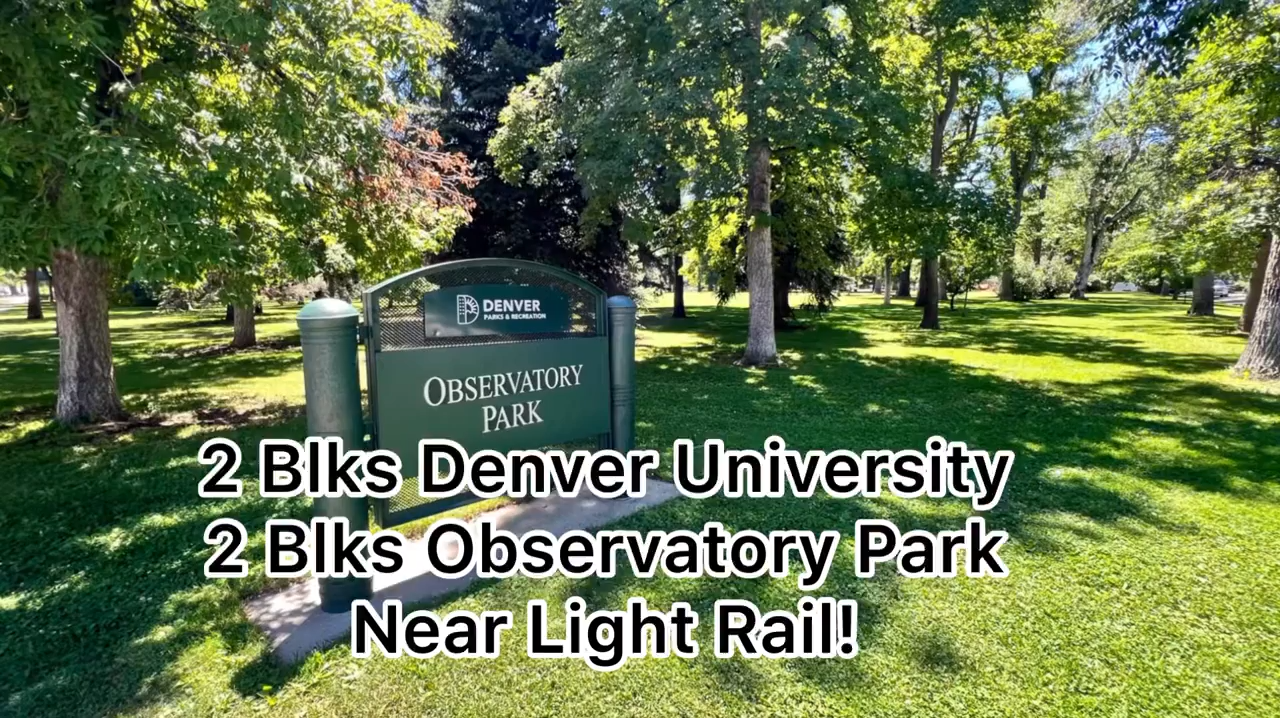 DENVER
PARKS & RECREATION
OBSERVATORY
PARK
2 Blks Denver University
2 Blks Observatory Park
Near Light Rail!